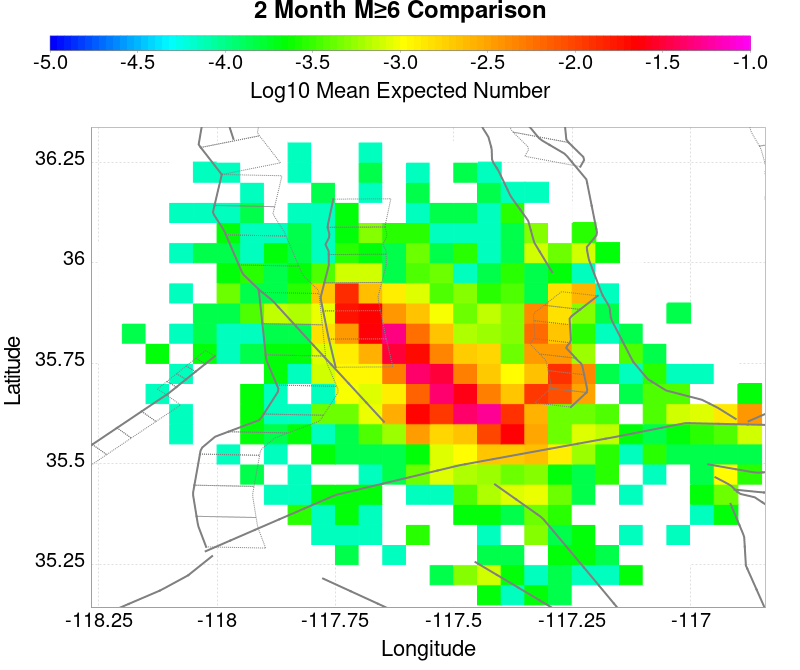 2 Month M≥6 Comparison
-5.0 -4.5 -4.0 -3.5 -3.0 -2.5 -2.0 -1.5 -1.0
Log10 Mean Expected Number
36.25
36
35.75
35.5
35.25
Latitude
-118.25 -118 -117.75 -117.5 -117.25 -117
Longitude